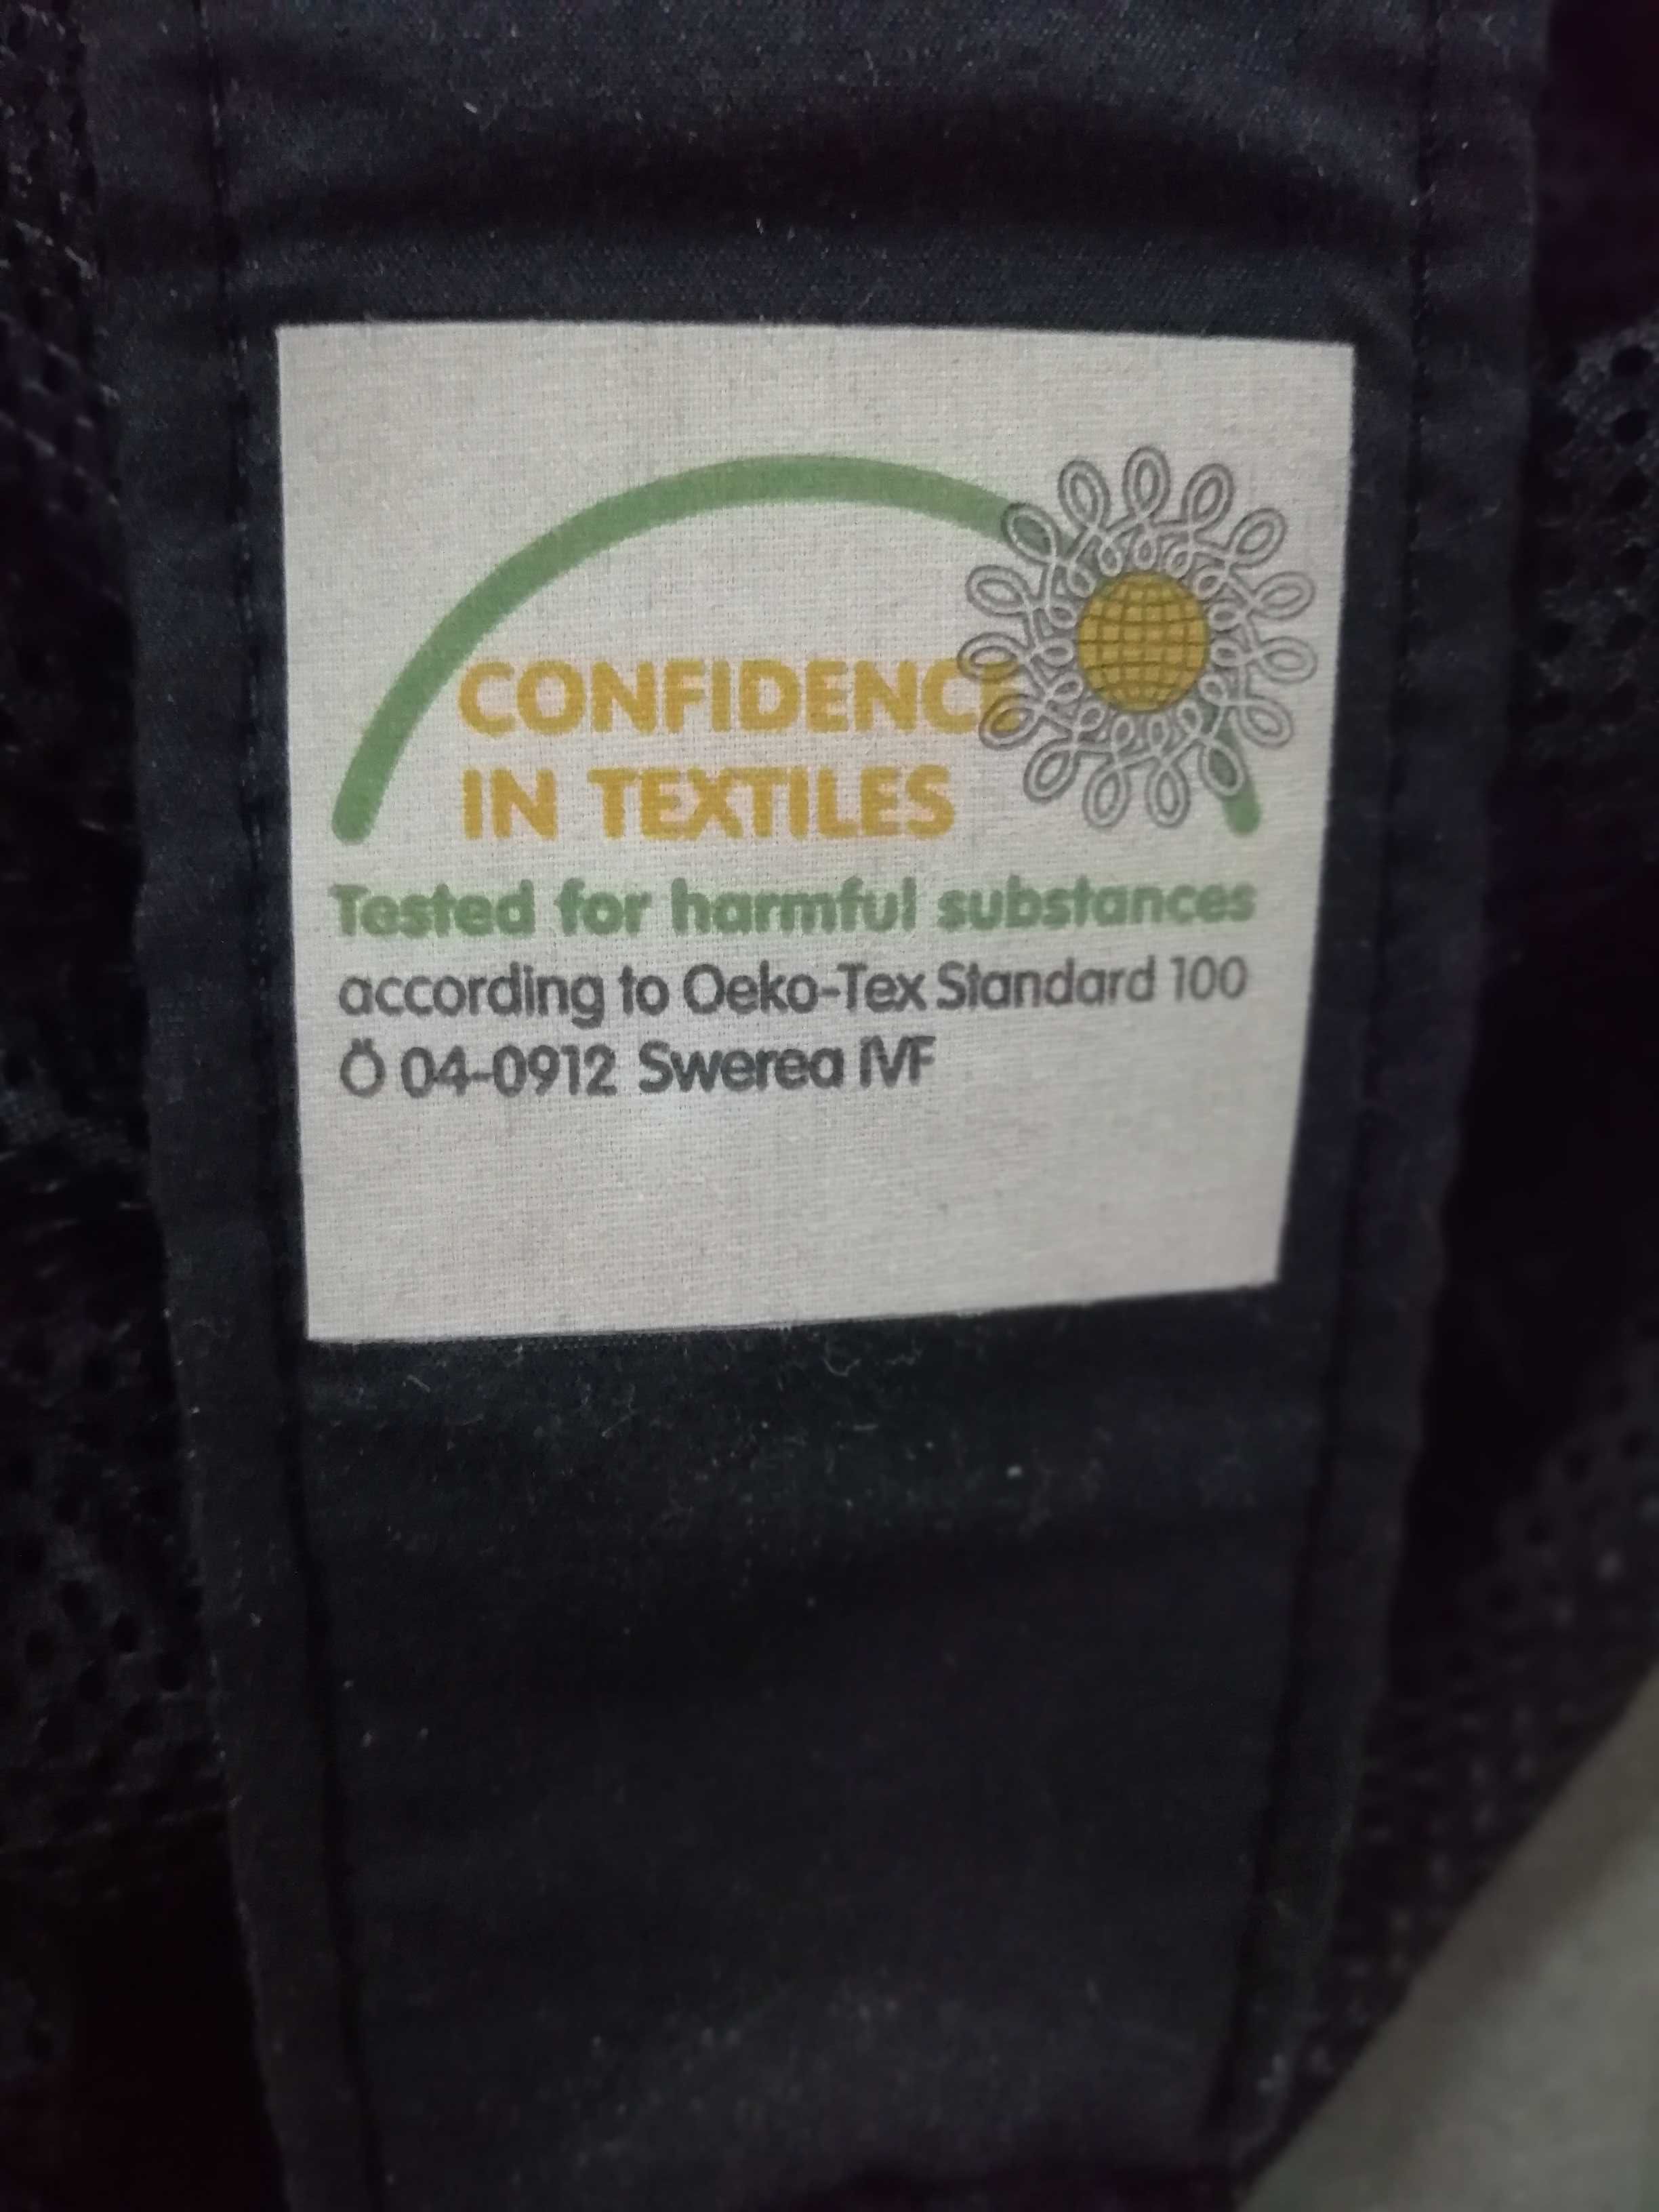 CONFIDENCE
IN TEXTILES
Tested for harmful substances
according to Oeko-Tex Standard 100
Ö 04-0912 Swerea IVF